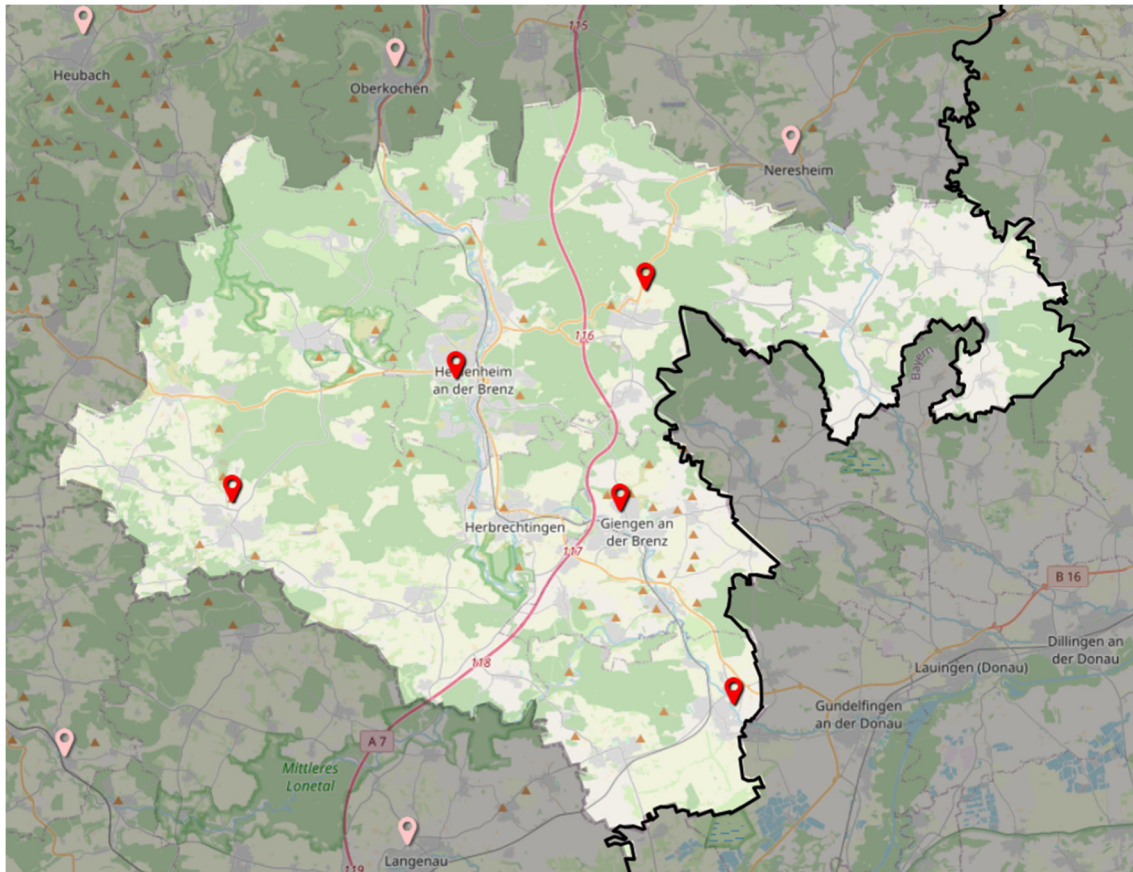 115
Heubach
Oberkochen
Neresheim
116
Heidenheim
an der Brenz
Bayern
Herbrechtingen
Giengen an
der Brenz
117
B 16
118
Dillingen an
der Donau
Lauingen (Donau)
Gundelfingen
an der Donau
A 7
Mittleres
Lonetal
Langenau
119